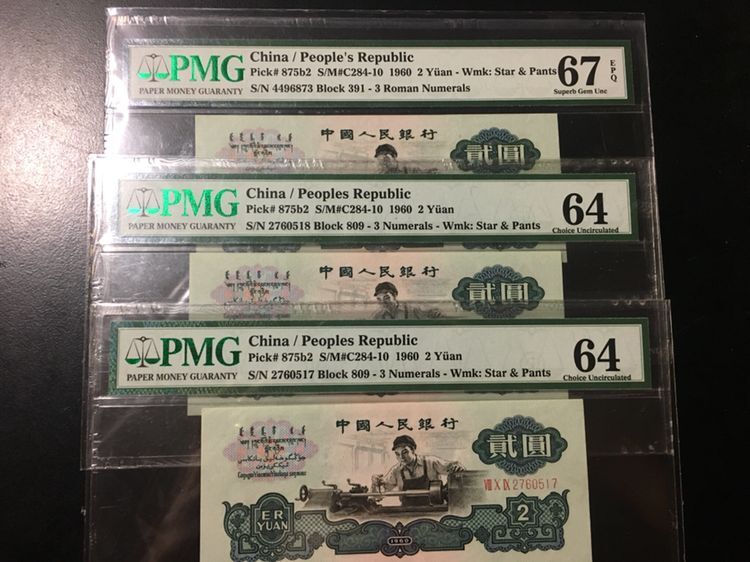 PMG
PAPER MONEY GUARANTY
China / People's Republic
Pick# 875b2 S/M#C284-10 1960 2 Yüan - Wmk: Star & Pants
S/N 4496873 Block 391 - 3 Roman Numerals
67 EPQ
Superb Gem Unc
中國人民銀行
貳圓
PMG
PAPER MONEY GUARANTY
China / Peoples Republic
Pick# 875b2 S/M#C284-10 1960 2 Yüan
S/N 2760518 Block 809 - 3 Numerals - Wmk: Star & Pants
64
Choice Uncirculated
中國人民銀行
貳圓
PMG
PAPER MONEY GUARANTY
China / Peoples Republic
Pick# 875b2 S/M#C284-10 1960 2 Yüan
S/N 2760517 Block 809 - 3 Numerals - Wmk: Star & Pants
64
Choice Uncirculated
中國人民銀行
貳圓
VIII X IX 2760517
ER
YUAN
1960
2